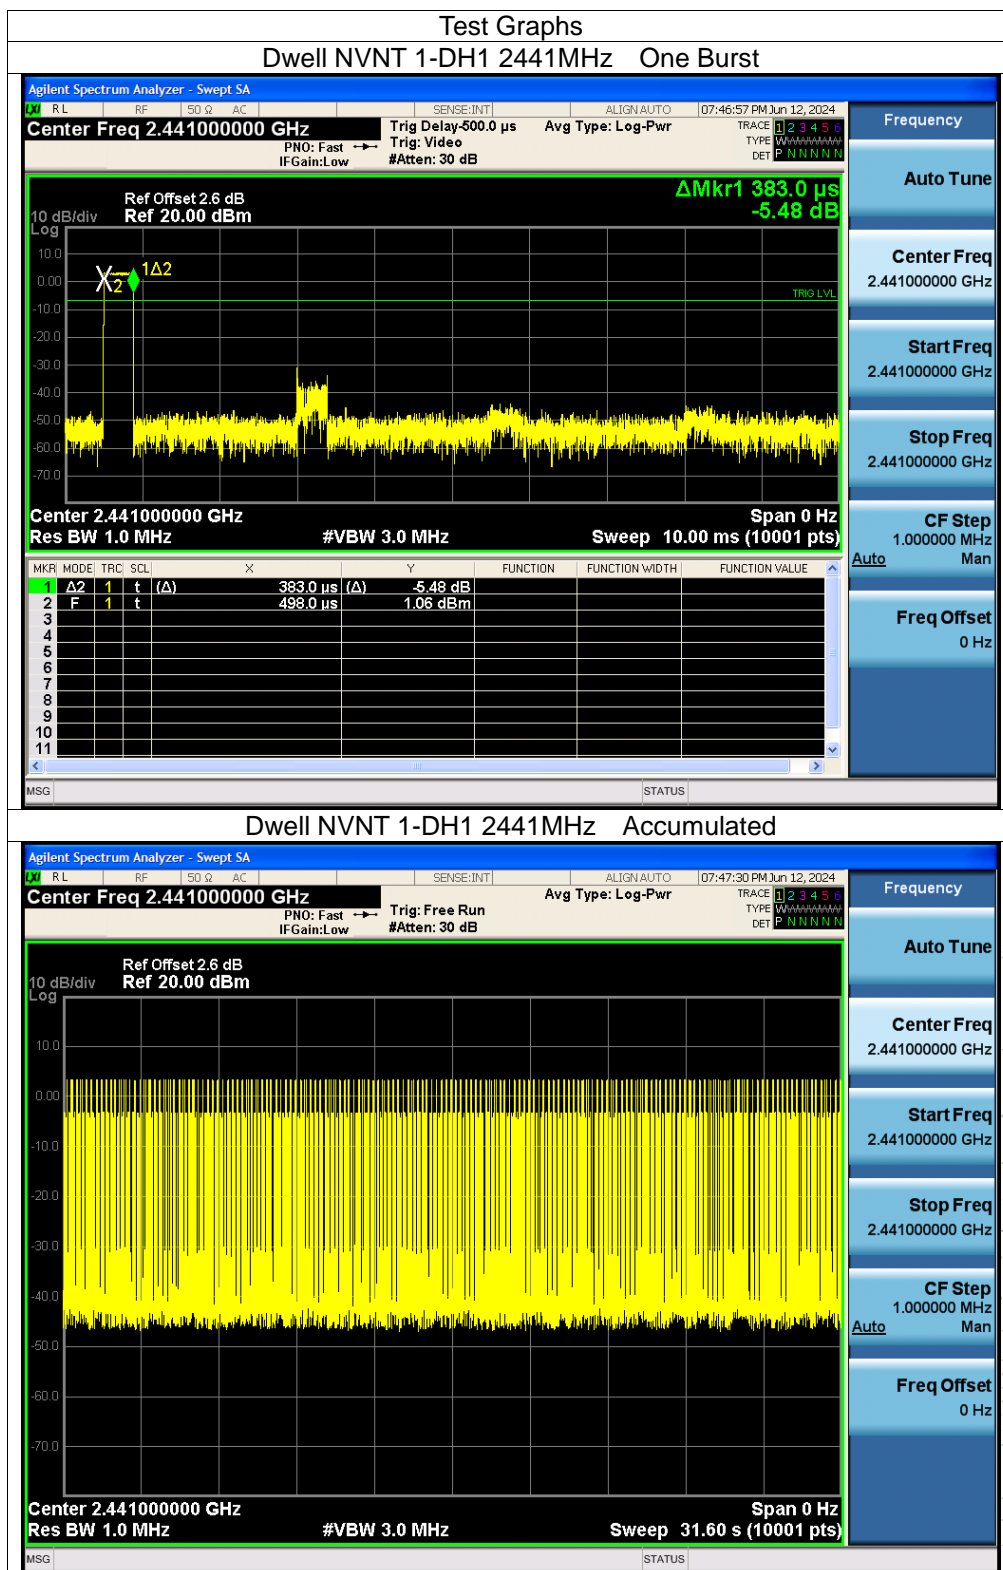 Test Graphs
Dwell NVNT 1-DH1 2441MHz One Burst
Agilent Spectrum Analyzer - Swept SA
LXI RL RF 50 Ω AC SENSE:INT ALIGN AUTO 07:46:57 PM Jun 12, 2024
Center Freq 2.441000000 GHz Trig Delay-500.0 µs Avg Type: Log-Pwr TRACE 1 2 3 4 5 6
PNO: Fast Trig: Video TYPE WWWWWW
IFGain:Low #Atten: 30 dB DET P N N N N N
Frequency
Auto Tune
Center Freq
2.441000000 GHz
Start Freq
2.441000000 GHz
Stop Freq
2.441000000 GHz
CF Step
1.000000 MHz
Auto Man
Freq Offset
0 Hz
ΔMkr1 383.0 µs
-5.48 dB
Ref Offset 2.6 dB
10 dB/div Ref 20.00 dBm
Log
10.0
0.00
-10.0
-20.0
-30.0
-40.0
-50.0
-60.0
-70.0
2
1Δ2
TRIG LVL
Center 2.441000000 GHz Span 0 Hz
Res BW 1.0 MHz #VBW 3.0 MHz Sweep 10.00 ms (10001 pts)
MKR MODE TRC SCL X Y FUNCTION FUNCTION WIDTH FUNCTION VALUE
1 Δ2 1 t (Δ) 383.0 µs (Δ) -5.48 dB
2 F 1 t 498.0 µs 1.06 dBm
3
4
5
6
7
8
9
10
11
MSG STATUS
Dwell NVNT 1-DH1 2441MHz Accumulated
Agilent Spectrum Analyzer - Swept SA
LXI RL RF 50 Ω AC SENSE:INT ALIGN AUTO 07:47:30 PM Jun 12, 2024
Center Freq 2.441000000 GHz Avg Type: Log-Pwr TRACE 1 2 3 4 5 6
PNO: Fast Trig: Free Run TYPE WWWWWW
IFGain:Low #Atten: 30 dB DET P N N N N N
Frequency
Auto Tune
Center Freq
2.441000000 GHz
Start Freq
2.441000000 GHz
Stop Freq
2.441000000 GHz
CF Step
1.000000 MHz
Auto Man
Freq Offset
0 Hz
Ref Offset 2.6 dB
10 dB/div Ref 20.00 dBm
Log
10.0
0.00
-10.0
-20.0
-30.0
-40.0
-50.0
-60.0
-70.0
Center 2.441000000 GHz Span 0 Hz
Res BW 1.0 MHz #VBW 3.0 MHz Sweep 31.60 s (10001 pts)
MSG STATUS